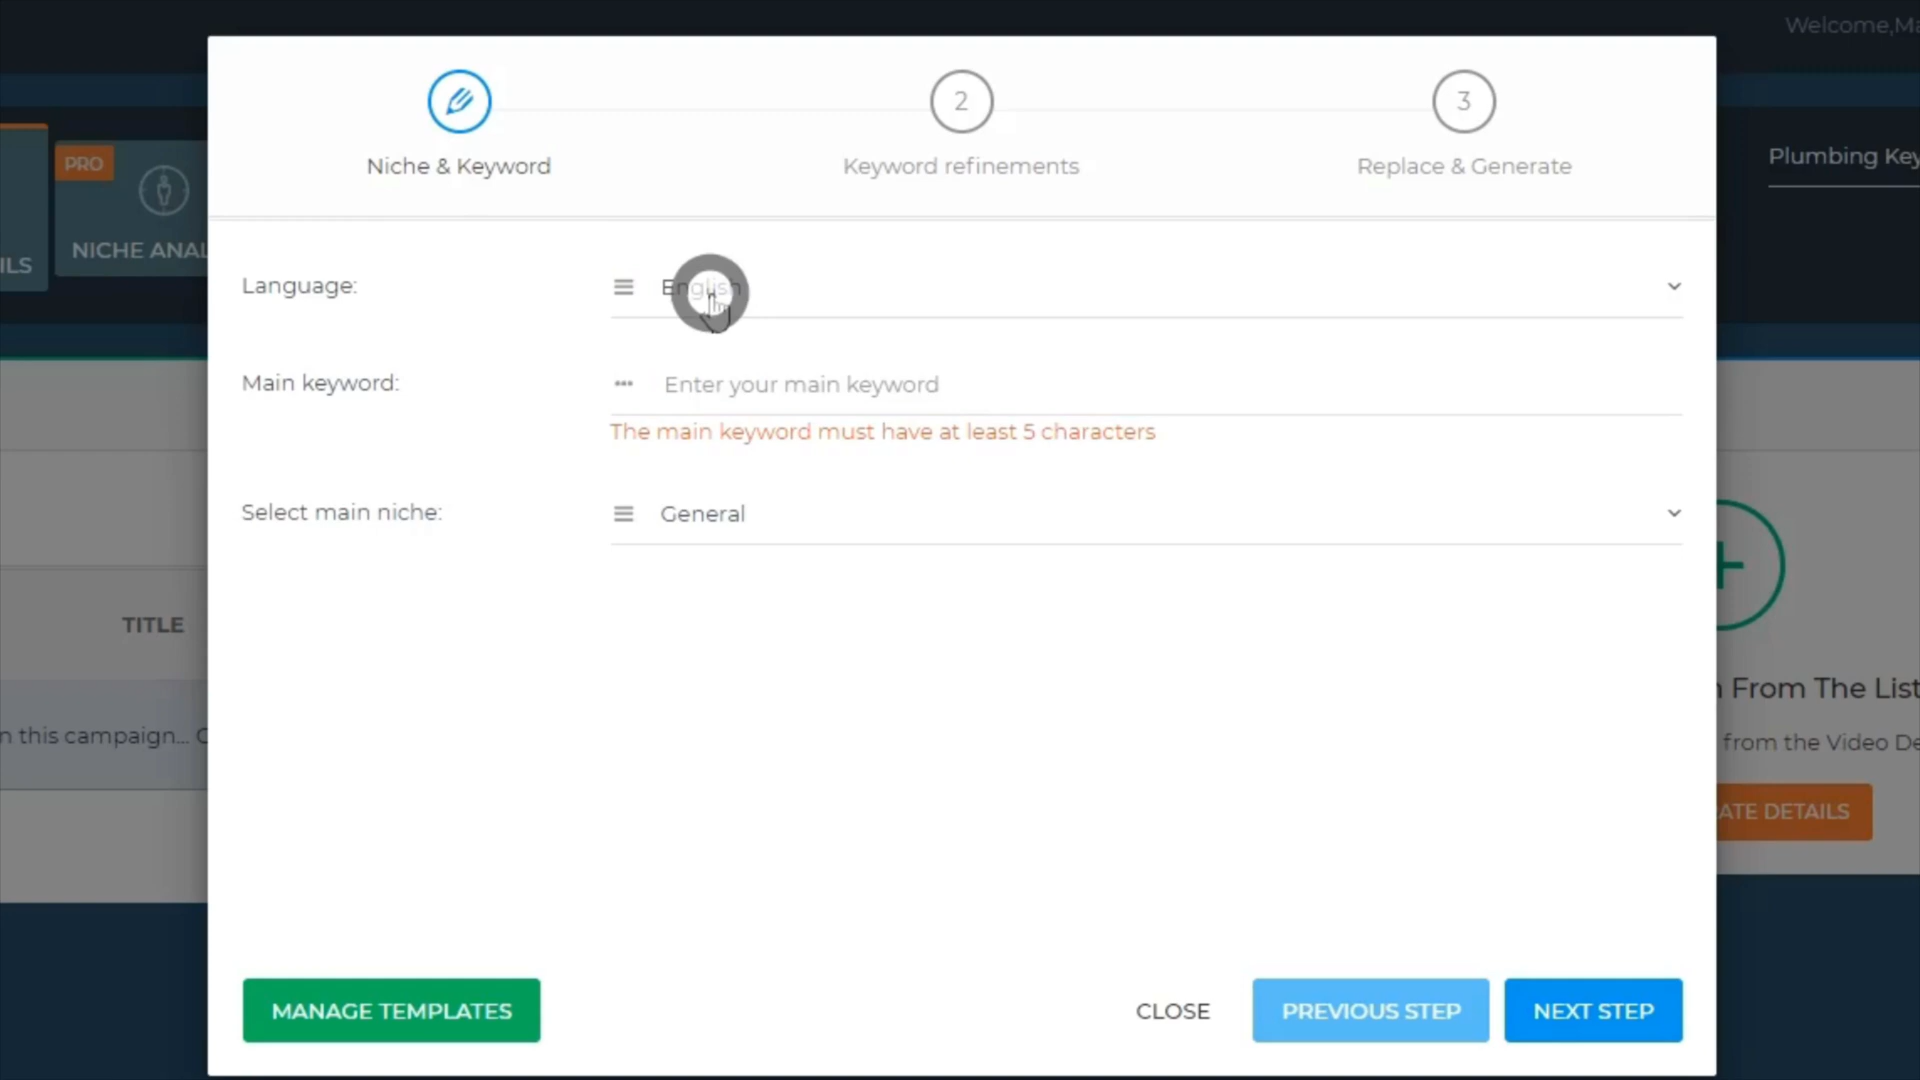 Welcome,Ma
2
3
Niche & Keyword
Keyword refinements
Replace & Generate
PRO
Plumbing Key
NICHE ANAL
ILS
Language:
English
Main keyword:
Enter your main keyword
The main keyword must have at least 5 characters
Select main niche:
General
TITLE
n From The List
n this campaign... C
from the Video De
ATE DETAILS
MANAGE TEMPLATES
CLOSE
PREVIOUS STEP
NEXT STEP